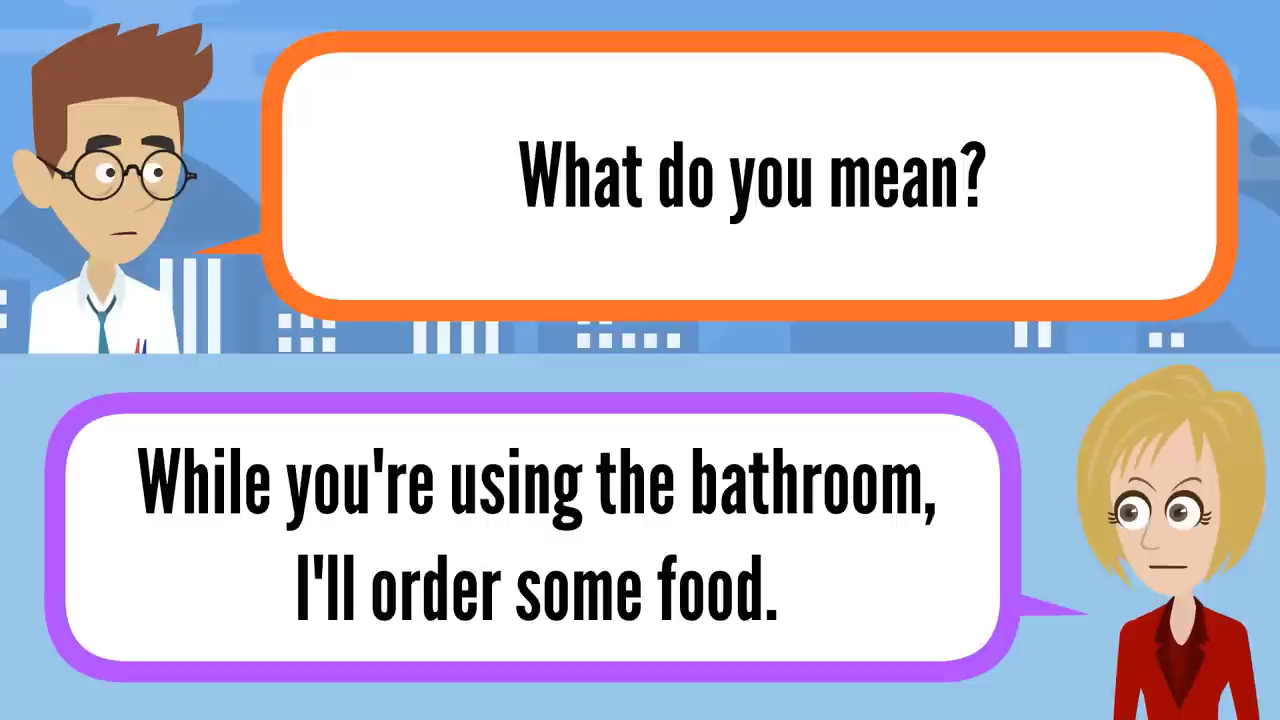 What do you mean?
While you're using the bathroom,
I'll order some food.